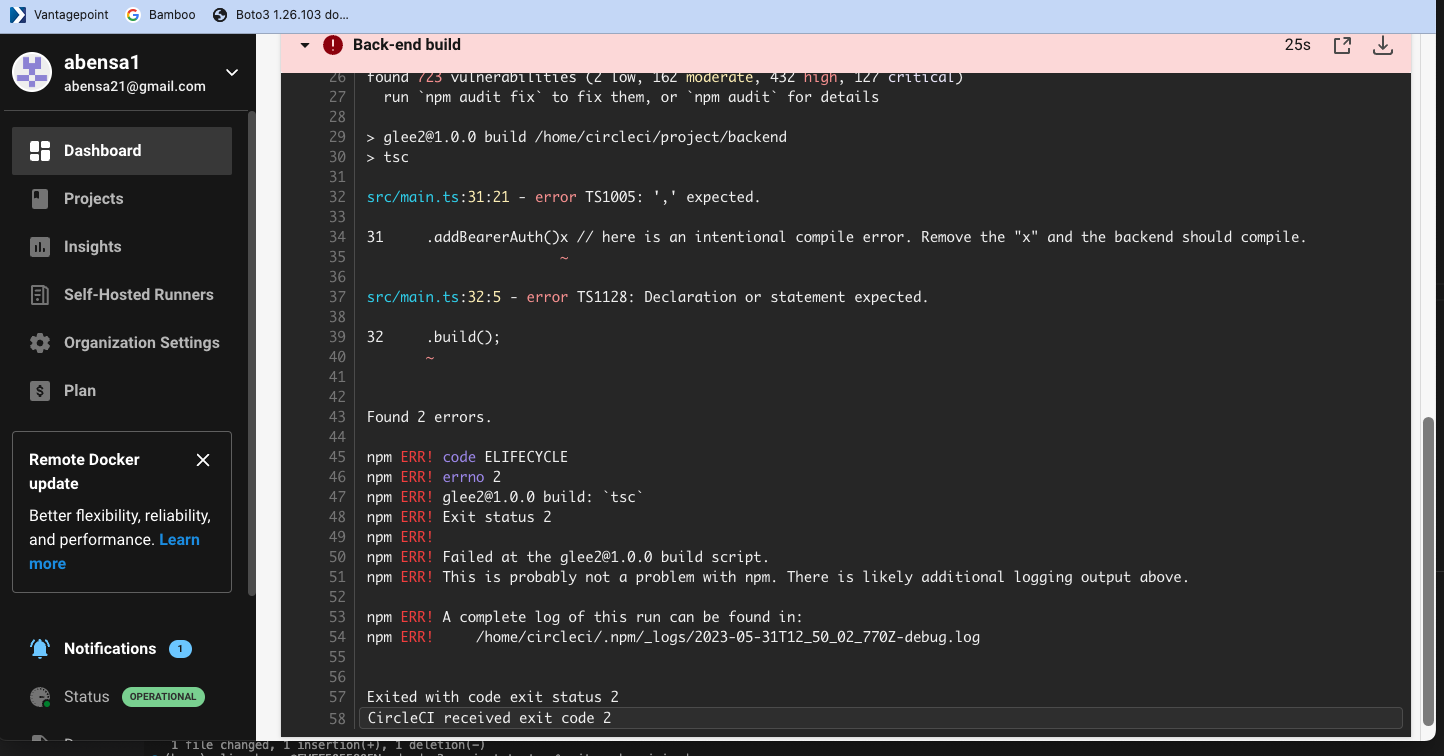 Vantagepoint
Bamboo
Boto3 1.26.103 do...
abensa1
abensa21@gmail.com
Dashboard
Projects
Insights
Self-Hosted Runners
Organization Settings
Plan
Remote Docker
update
Better flexibility, reliability,
and performance. Learn
more
Notifications 1
Status OPERATIONAL
Back-end build 25s
26 found 723 vulnerabilities (2 low, 162 moderate, 432 high, 127 critical)
27 run `npm audit fix` to fix them, or `npm audit` for details
28
29 > glee2@1.0.0 build /home/circleci/project/backend
30 > tsc
31
32 src/main.ts:31:21 - error TS1005: ',' expected.
33
34 31 .addBearerAuth()x // here is an intentional compile error. Remove the "x" and the backend should compile.
35 ~
36
37 src/main.ts:32:5 - error TS1128: Declaration or statement expected.
38
39 32 .build();
40 ~
41
42
43 Found 2 errors.
44
45 npm ERR! code ELIFECYCLE
46 npm ERR! errno 2
47 npm ERR! glee2@1.0.0 build: `tsc`
48 npm ERR! Exit status 2
49 npm ERR!
50 npm ERR! Failed at the glee2@1.0.0 build script.
51 npm ERR! This is probably not a problem with npm. There is likely additional logging output above.
52
53 npm ERR! A complete log of this run can be found in:
54 npm ERR! /home/circleci/.npm/_logs/2023-05-31T12_50_02_770Z-debug.log
55
56
57 Exited with code exit status 2
58 CircleCI received exit code 2
1 file changed, 1 insertion(+), 1 deletion(-)